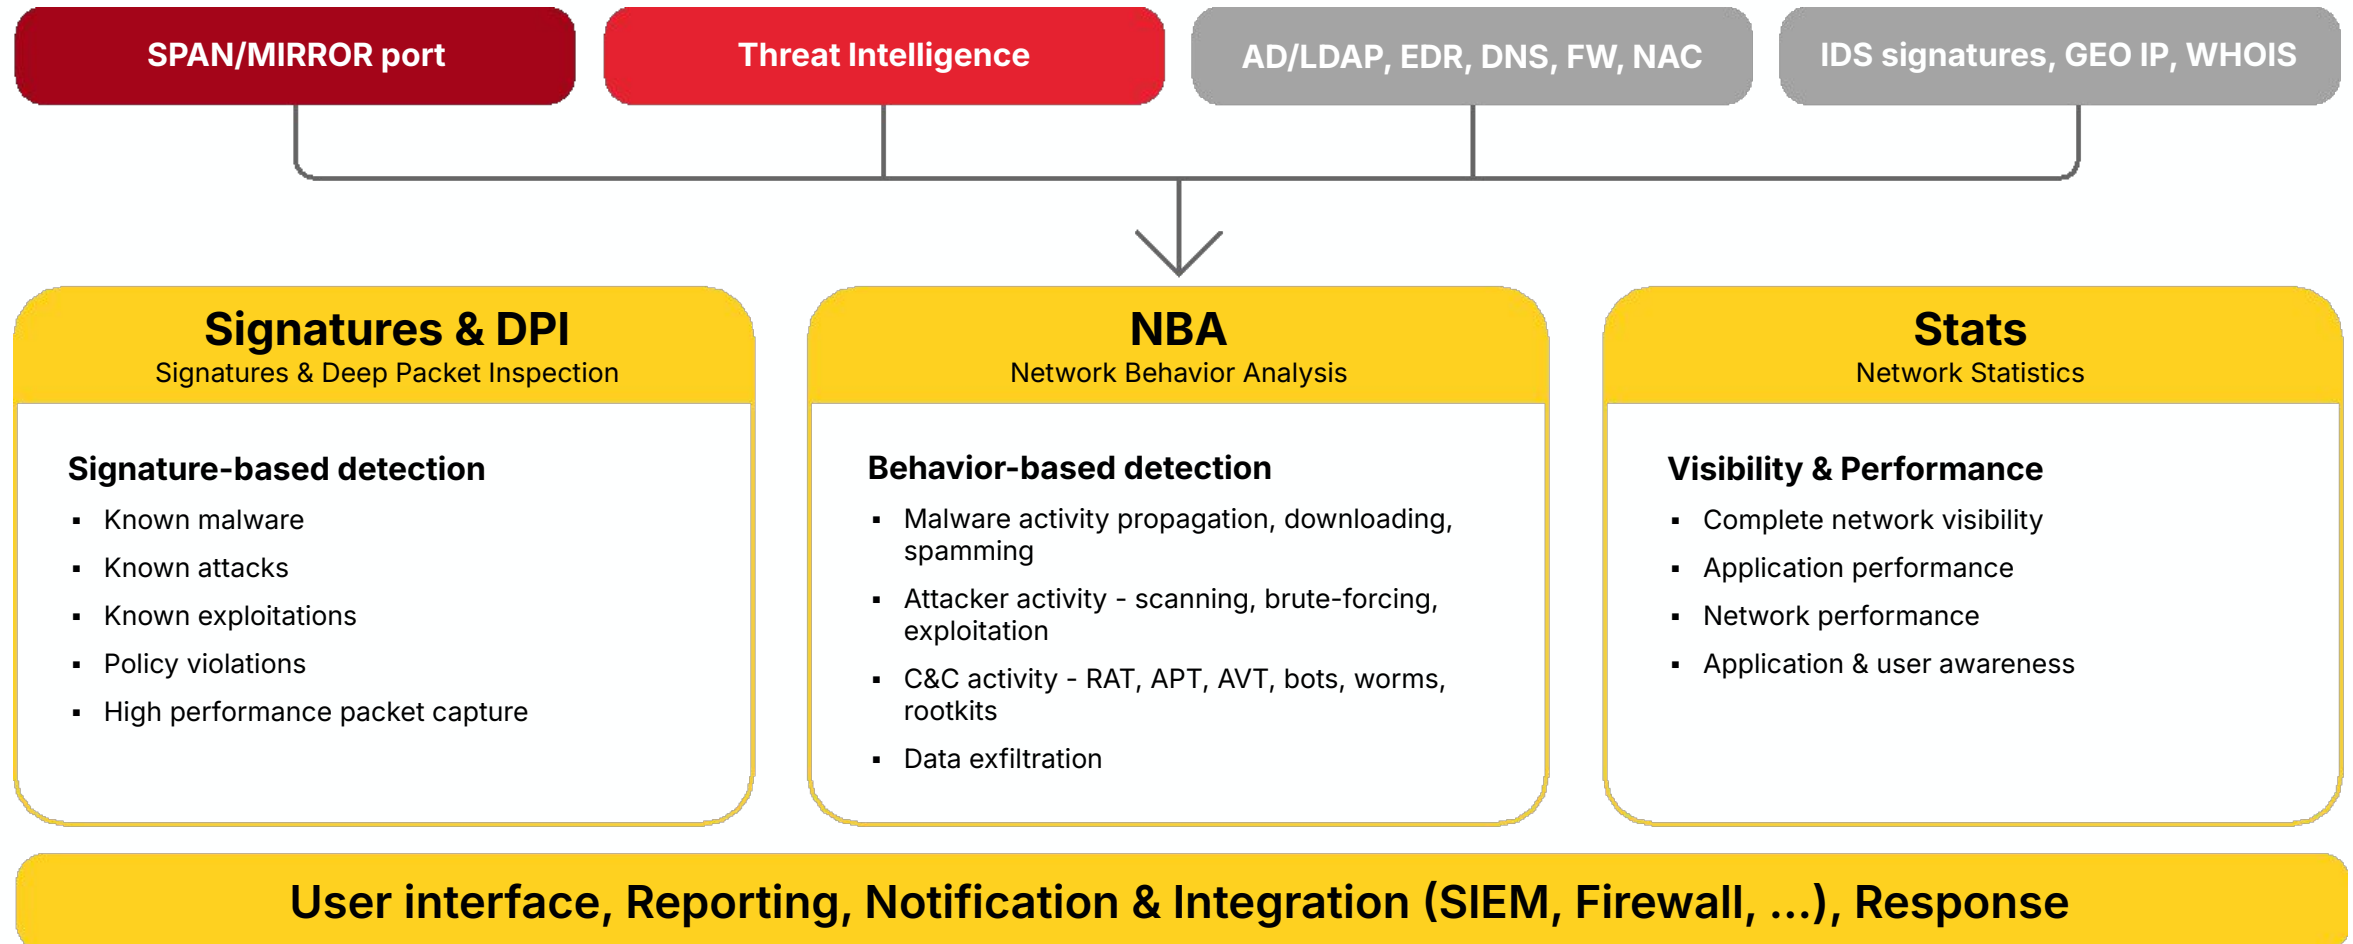 SPAN/MIRROR port
Threat Intelligence
AD/LDAP, EDR, DNS, FW, NAC
IDS signatures, GEO IP, WHOIS
Signatures & DPI
Signatures & Deep Packet Inspection
Signature-based detection
▪ Known malware
▪ Known attacks
▪ Known exploitations
▪ Policy violations
▪ High performance packet capture
NBA
Network Behavior Analysis
Behavior-based detection
▪ Malware activity propagation, downloading,
spamming
▪ Attacker activity - scanning, brute-forcing,
exploitation
▪ C&C activity - RAT, APT, AVT, bots, worms,
rootkits
▪ Data exfiltration
Stats
Network Statistics
Visibility & Performance
▪ Complete network visibility
▪ Application performance
▪ Network performance
▪ Application & user awareness
User interface, Reporting, Notification & Integration (SIEM, Firewall, ...), Response